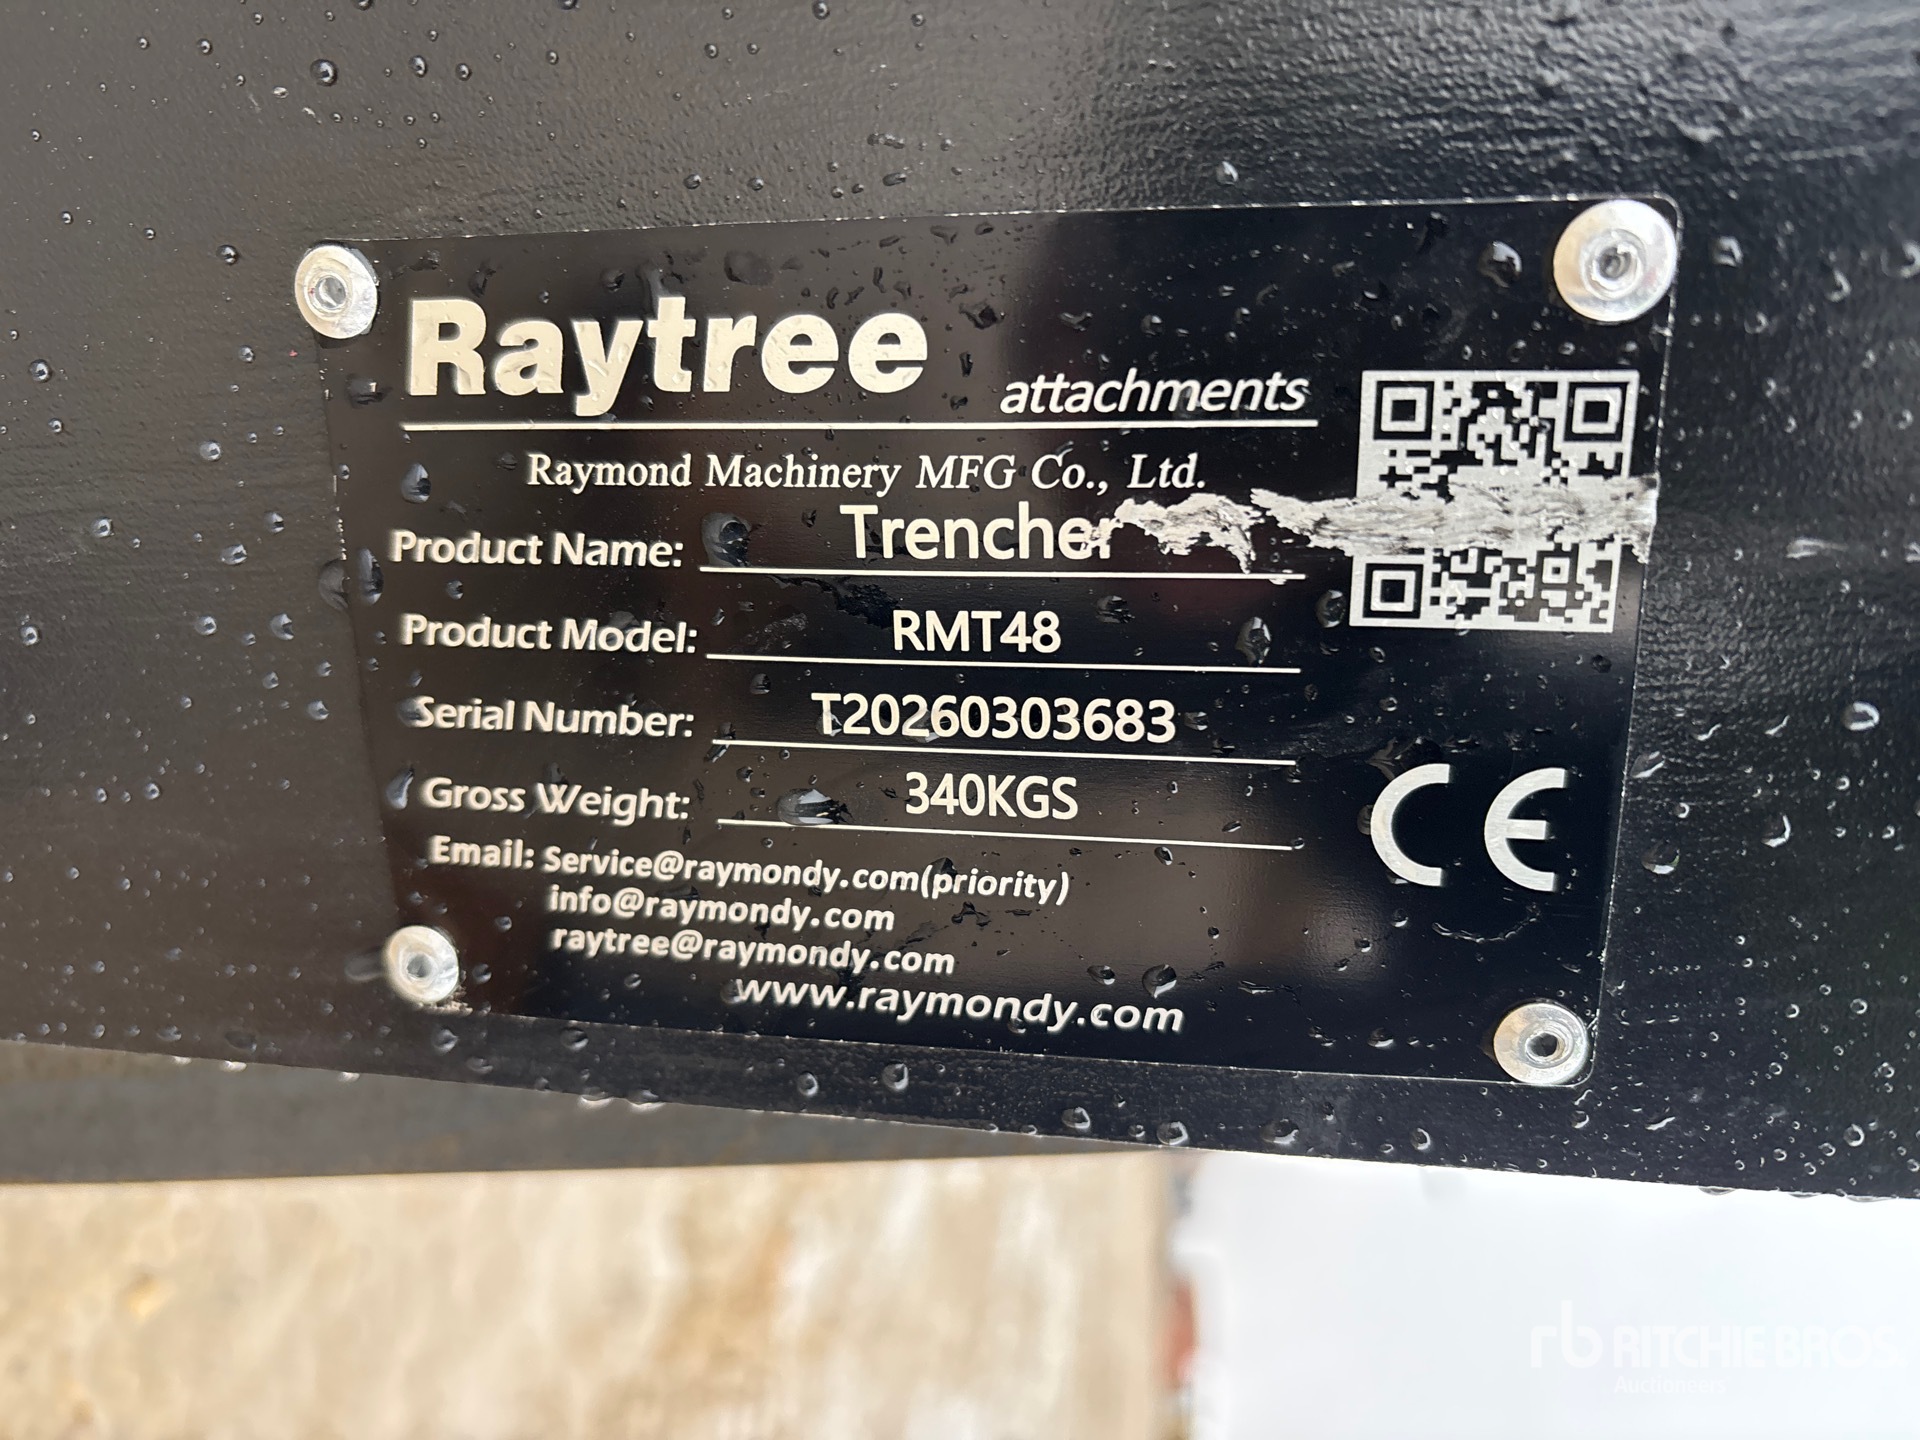 Raytree attachments
Raymond Machinery MFG Co., Ltd.
Product Name: Trencher
Product Model: RMT48
Serial Number: T20260303683
Gross Weight: 340KGS
Email: Service@raymondy.com(priority)
info@raymondy.com
raytree@raymondy.com
www.raymondy.com
CE
rb RITCHIE BROS.
Auctioneers